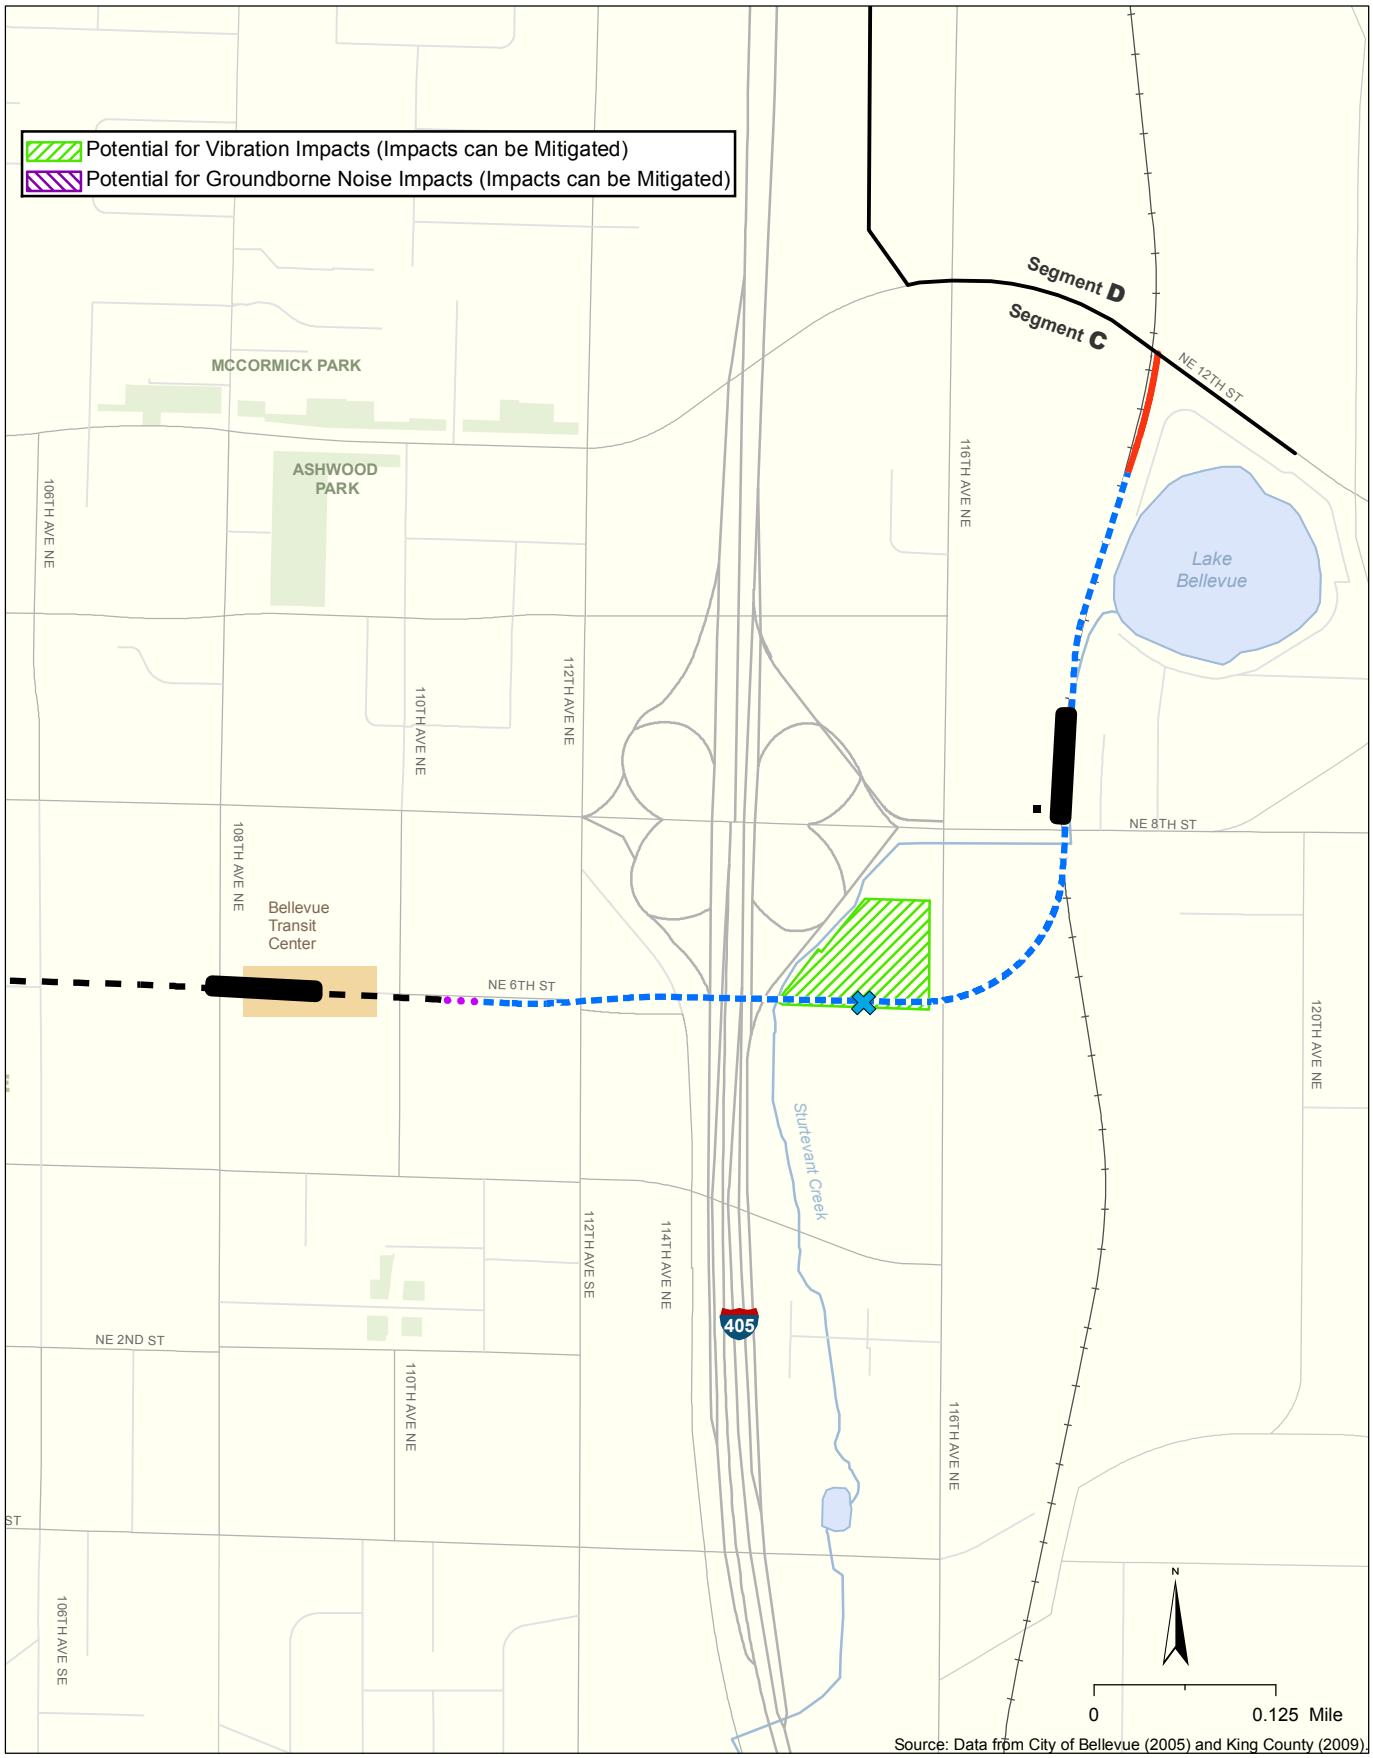 Potential for Vibration Impacts (Impacts can be Mitigated)
Potential for Groundborne Noise Impacts (Impacts can be Mitigated)
Segment D
Segment C
NE 12TH ST
MCCORMICK PARK
ASHWOOD
PARK
106TH AVE NE
116TH AVE NE
Lake
Bellevue
112TH AVE NE
110TH AVE NE
108TH AVE NE
NE 8TH ST
Bellevue
Transit
Center
NE 6TH ST
120TH AVE NE
Sturtevant Creek
112TH AVE SE
114TH AVE NE
405
NE 2ND ST
110TH AVE NE
116TH AVE NE
ST
106TH AVE SE
N
0 0.125 Mile
Source: Data from City of Bellevue (2005) and King County (2009).